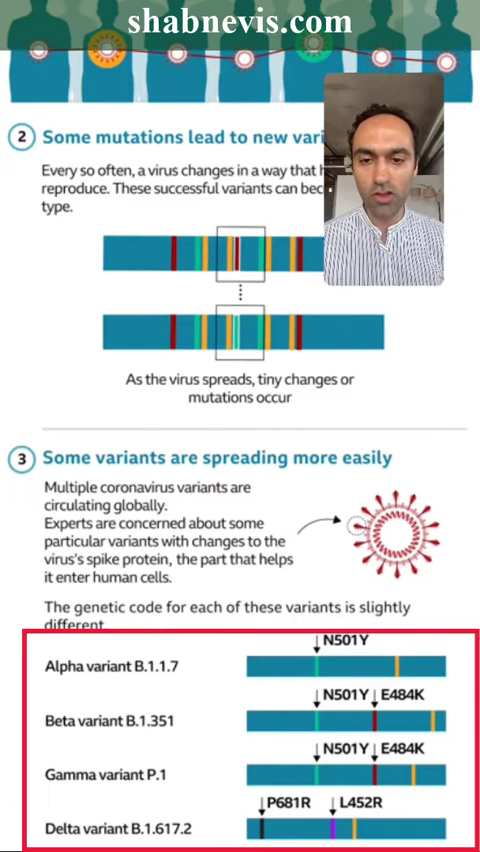 shabnevis.com
2 Some mutations lead to new vari
Every so often, a virus changes in a way that
reproduce. These successful variants can bec
type.
As the virus spreads, tiny changes or
mutations occur
3 Some variants are spreading more easily
Multiple coronavirus variants are
circulating globally.
Experts are concerned about some
particular variants with changes to the
virus's spike protein, the part that helps
it enter human cells.
The genetic code for each of these variants is slightly
different.
N501Y
Alpha variant B.1.1.7
N501Y E484K
Beta variant B.1.351
N501Y E484K
Gamma variant P.1
P681R L452R
Delta variant B.1.617.2